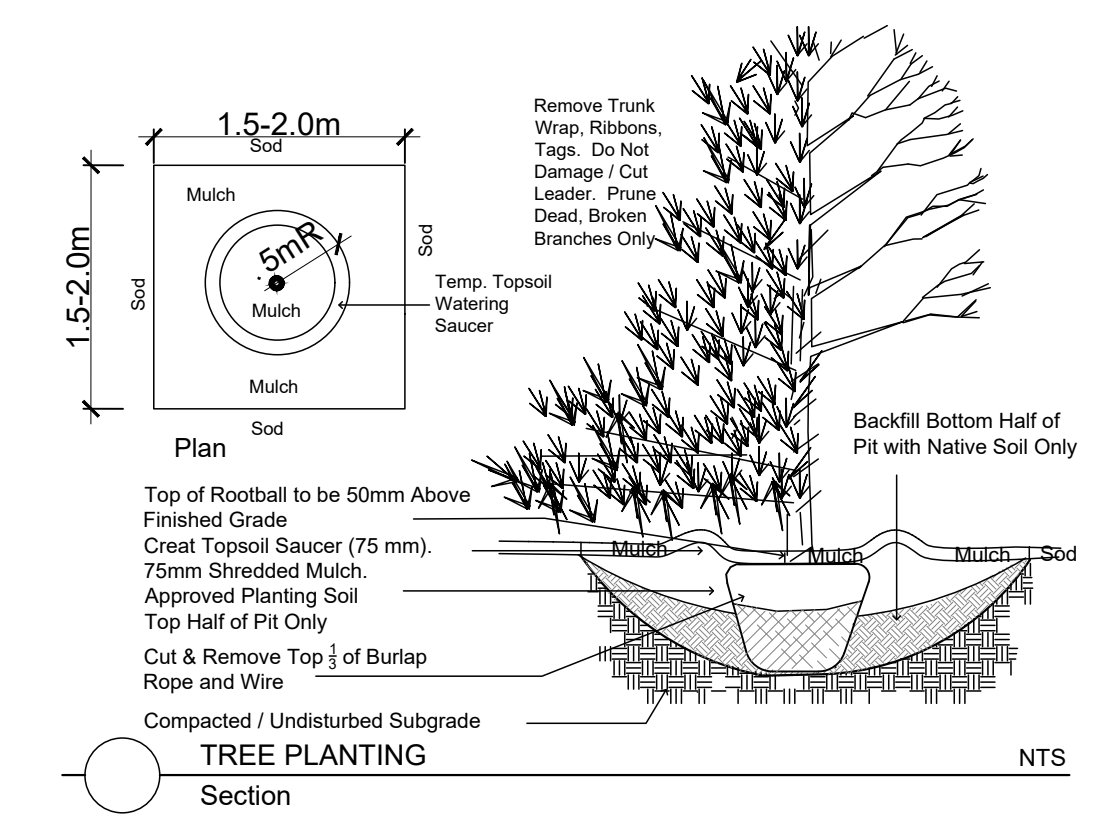 1.5-2.0m
Sod
Mulch
1.5-2.0m
Sod
.5mR
Sod
Mulch
Mulch
Sod
Plan
Temp. Topsoil
Watering
Saucer
Remove Trunk
Wrap, Ribbons,
Tags. Do Not
Damage / Cut
Leader. Prune
Dead, Broken
Branches Only
Backfill Bottom Half of
Pit with Native Soil Only
Top of Rootball to be 50mm Above
Finished Grade
Creat Topsoil Saucer (75 mm).
75mm Shredded Mulch.
Approved Planting Soil
Top Half of Pit Only
Cut & Remove Top 1/3 of Burlap
Rope and Wire
Compacted / Undisturbed Subgrade
Mulch
Mulch
Mulch
Sod
TREE PLANTING
NTS
Section